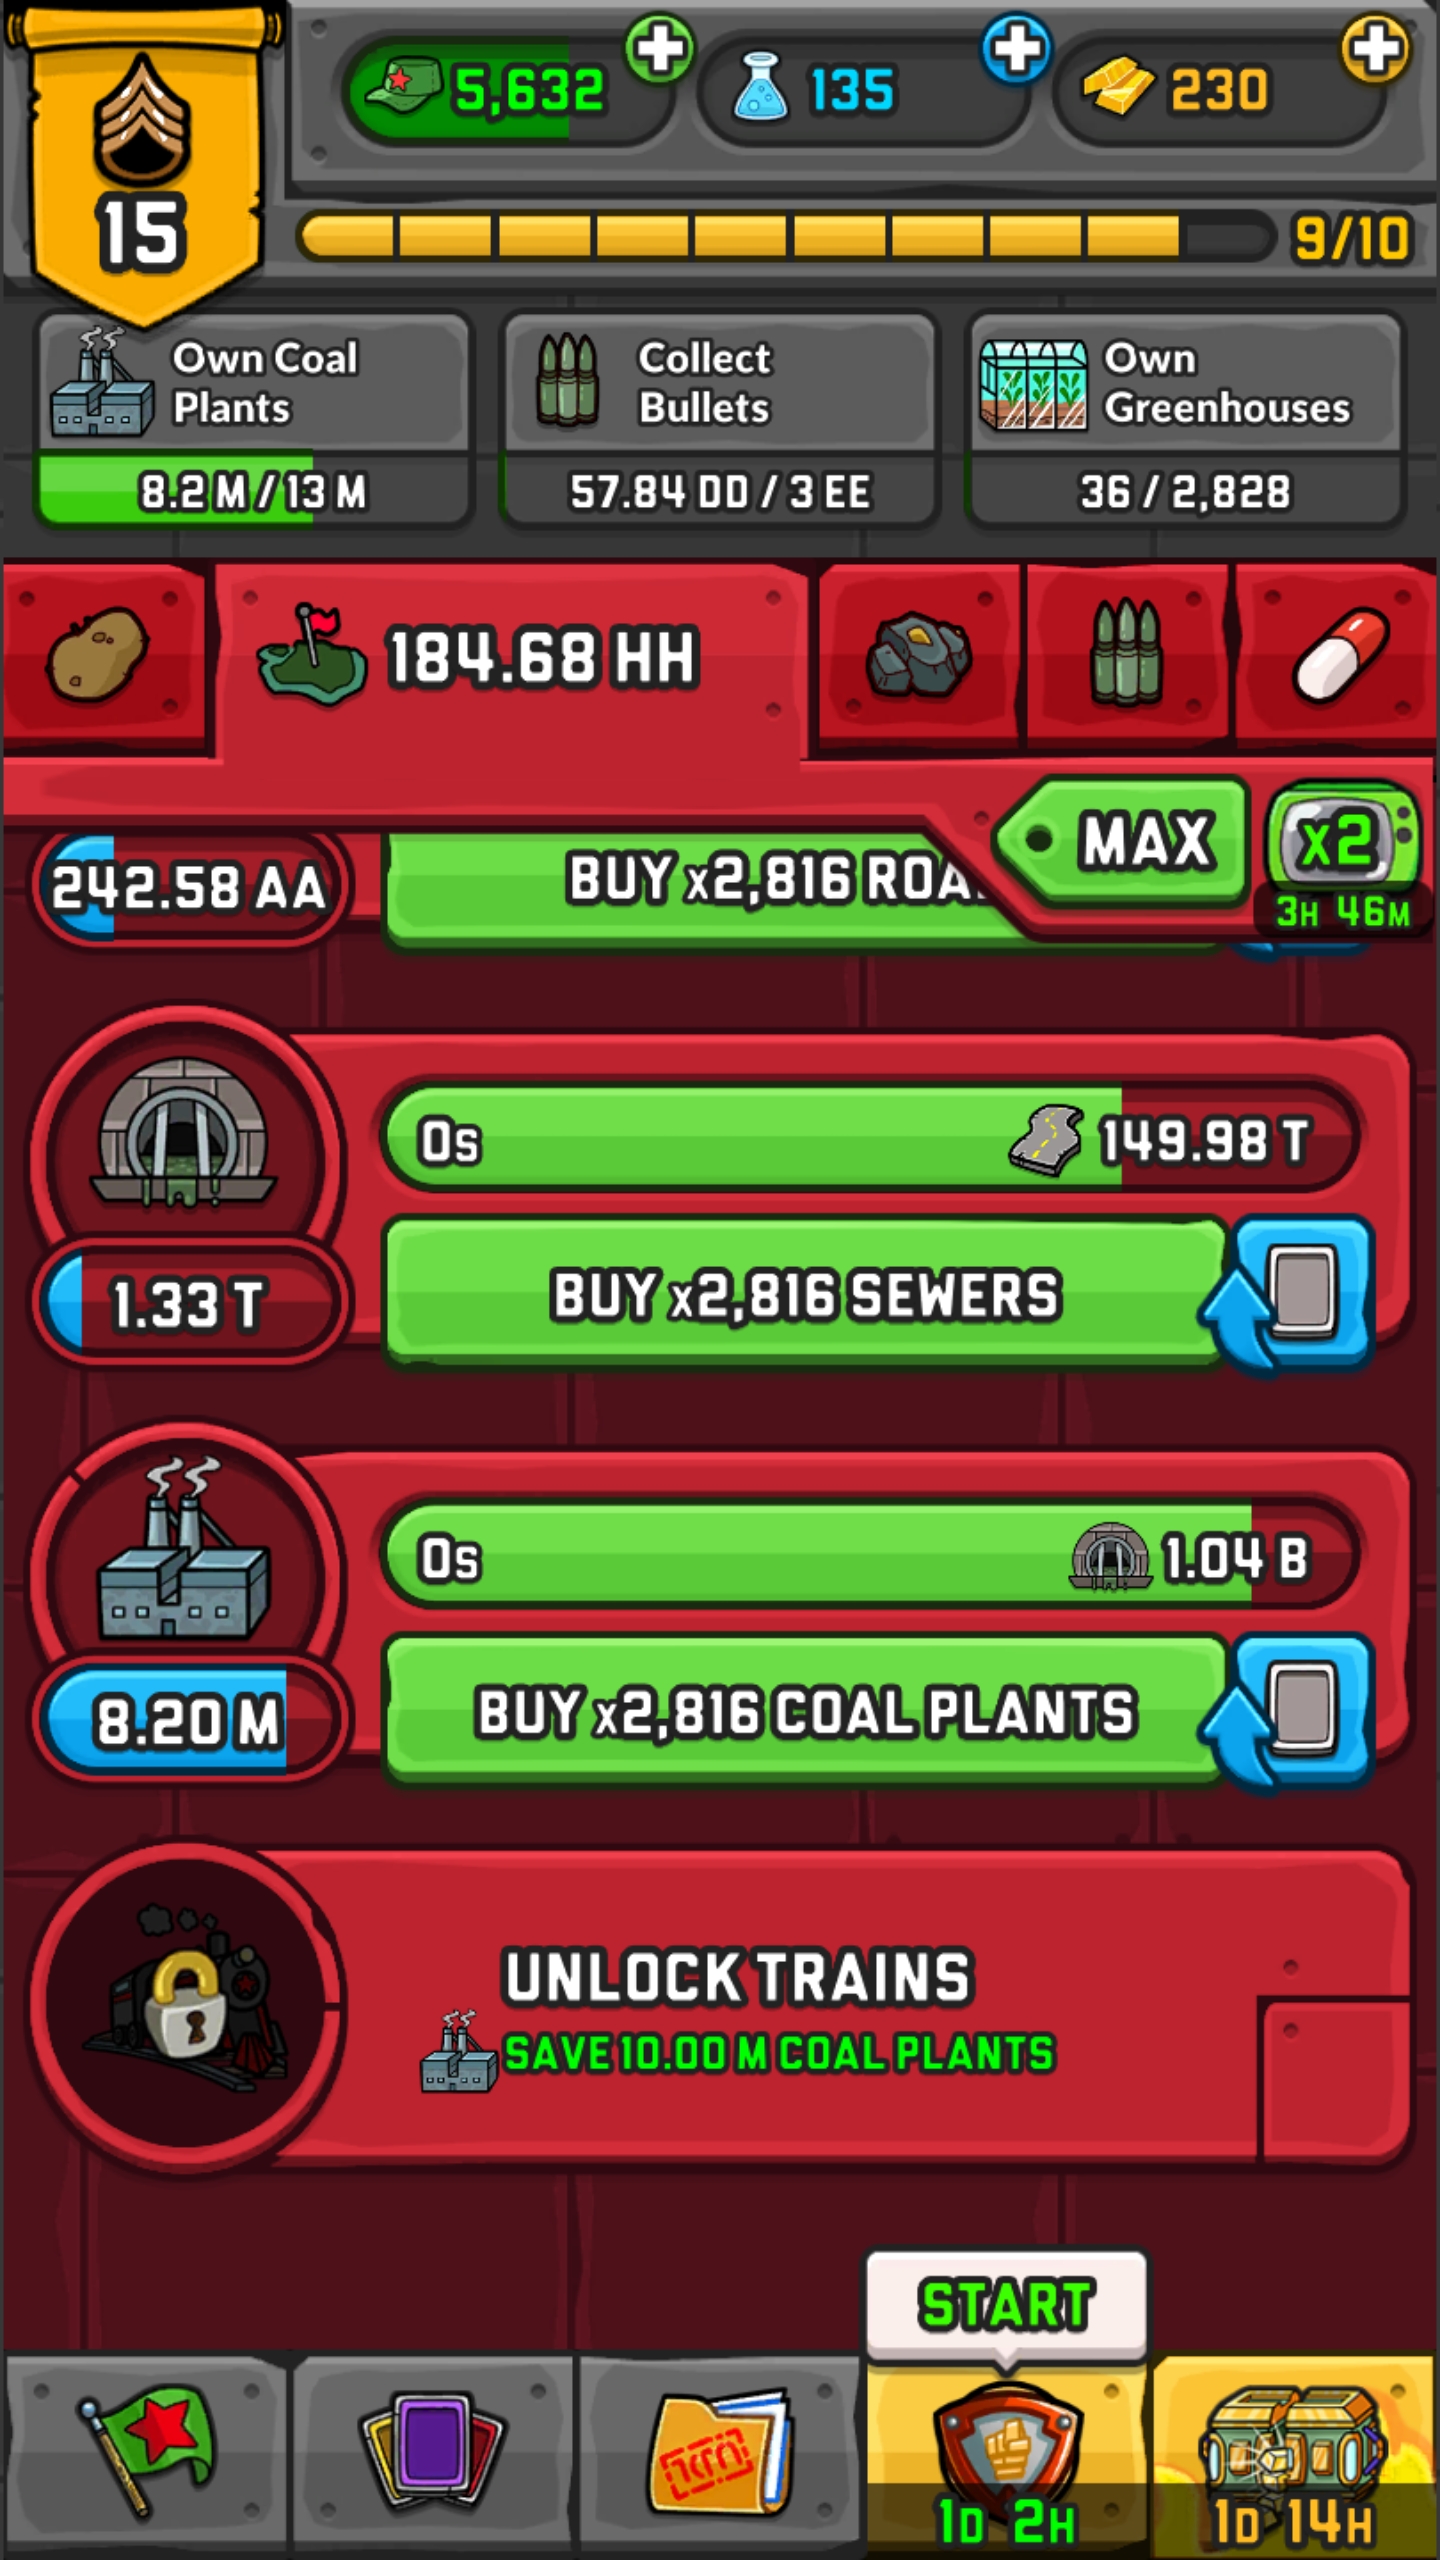 5,632
135
230
15
9/10
Own Coal
Plants
8.2 M / 13 M
Collect
Bullets
57.84 DD / 3 EE
Own
Greenhouses
36 / 2,828
184.68 HH
MAX
x2
3H 46M
242.58 AA
BUY x2,816 ROA
0s
149.98 T
1.33 T
BUY x2,816 SEWERS
0s
1.04 B
8.20 M
BUY x2,816 COAL PLANTS
UNLOCK TRAINS
SAVE 10.00 M COAL PLANTS
START
1D 2H
1D 14H